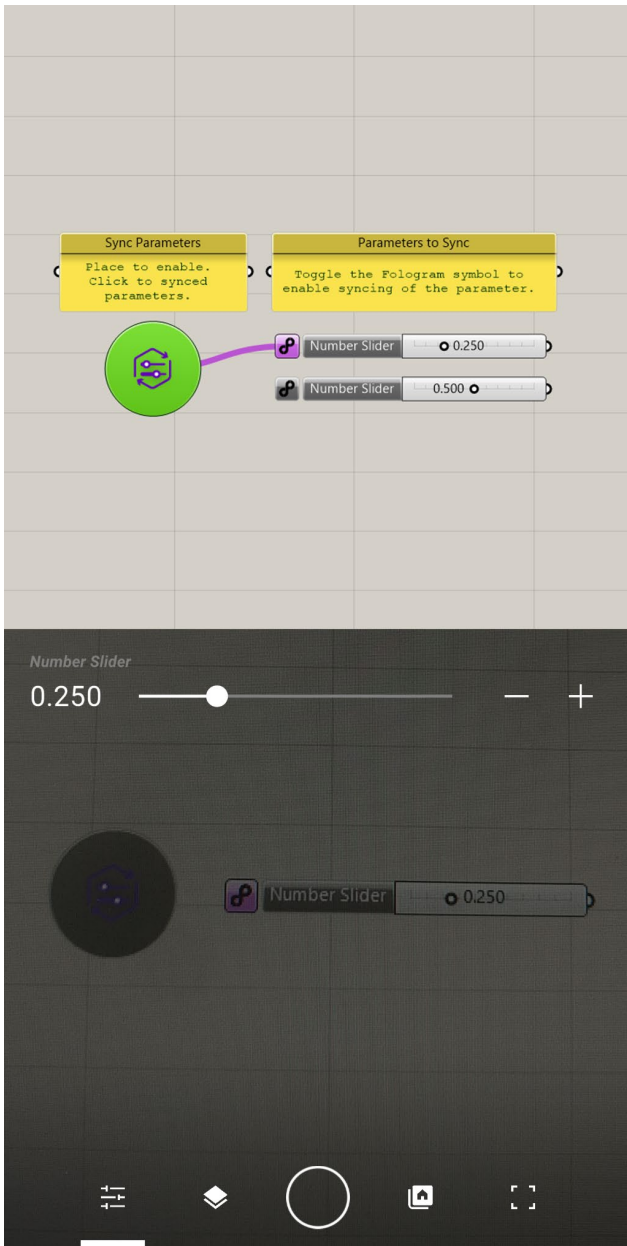 Sync Parameters
Place to enable.
Click to synced
parameters.
Parameters to Sync
Toggle the Fologram symbol to
enable syncing of the parameter.
Number Slider
0.250
Number Slider
0.500
Number Slider
0.250
Number Slider
0.250